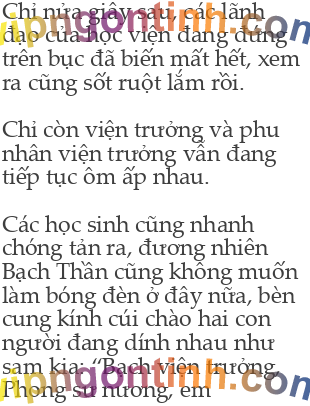 Chỉ nửa giây sau, các lãnh
đạo của học viện đang đứng
trên bục đã biến mất hết, xem
ra cũng sốt ruột lắm rồi.
Chỉ còn viện trưởng và phu
nhân viện trưởng vẫn đang
tiếp tục ôm ấp nhau.
Các học sinh cũng nhanh
chóng tản ra, đương nhiên
Bạch Thần cũng không muốn
làm bóng đèn ở đây nữa, bèn
cung kính cúi chào hai con
người đang dính nhau như
sam kia: “Bạch viện trưởng,
Phong sư nương, em
vipngontinh.com
vipngontinh.com